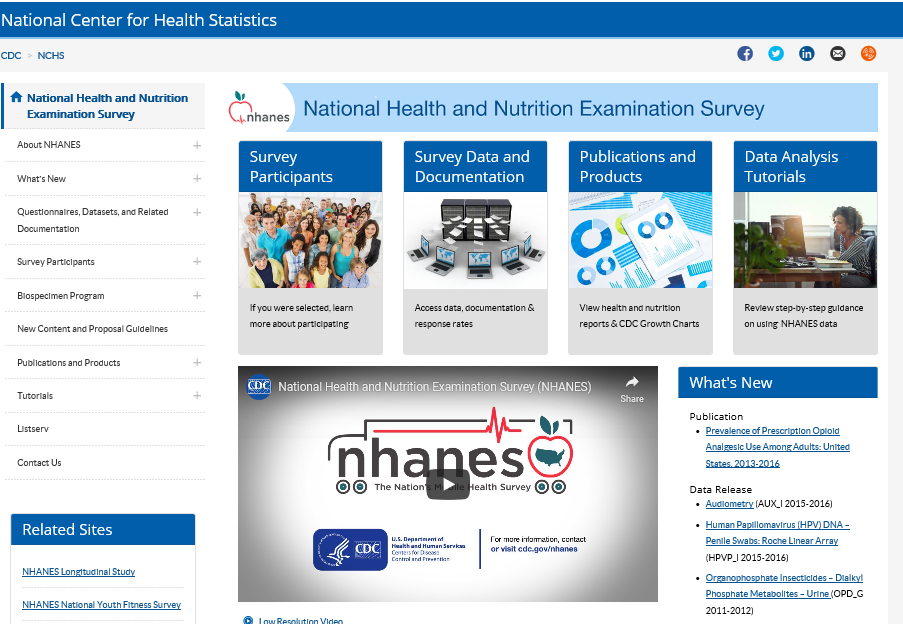 National Center for Health Statistics
CDC > NCHS
National Health and Nutrition
Examination Survey
About NHANES
What's New
Questionnaires, Datasets, and Related
Documentation
Survey Participants
Biospecimen Program
New Content and Proposal Guidelines
Publications and Products
Tutorials
Listserv
Contact Us
Related Sites
NHANES Longitudinal Study
NHANES National Youth Fitness Survey
nhanes
National Health and Nutrition Examination Survey
Survey
Participants
If you were selected, learn
more about participating
Survey Data and
Documentation
Access data, documentation &
response rates
Publications and
Products
View health and nutrition
reports & CDC Growth Charts
Data Analysis
Tutorials
Review step-by-step guidance
on using NHANES data
CDC
National Health and Nutrition Examination Survey (NHANES)
Share
nhanes
The Nation's Mobile Health Survey
CDC
U.S. Department of
Health and Human Services
Centers for Disease
Control and Prevention
For more information, contact
or visit cdc.gov/nhanes
Low Resolution Video
What's New
Publication
Prevalence of Prescription Opioid
Analgesic Use Among Adults: United
States, 2013-2016
Data Release
Audiometry (AUX_I 2015-2016)
Human Papillomavirus (HPV) DNA –
Penile Swabs: Roche Linear Array
(HPVP_I 2015-2016)
Organophosphate Insecticides – Dialkyl
Phosphate Metabolites – Urine (OPD_G
2011-2012)